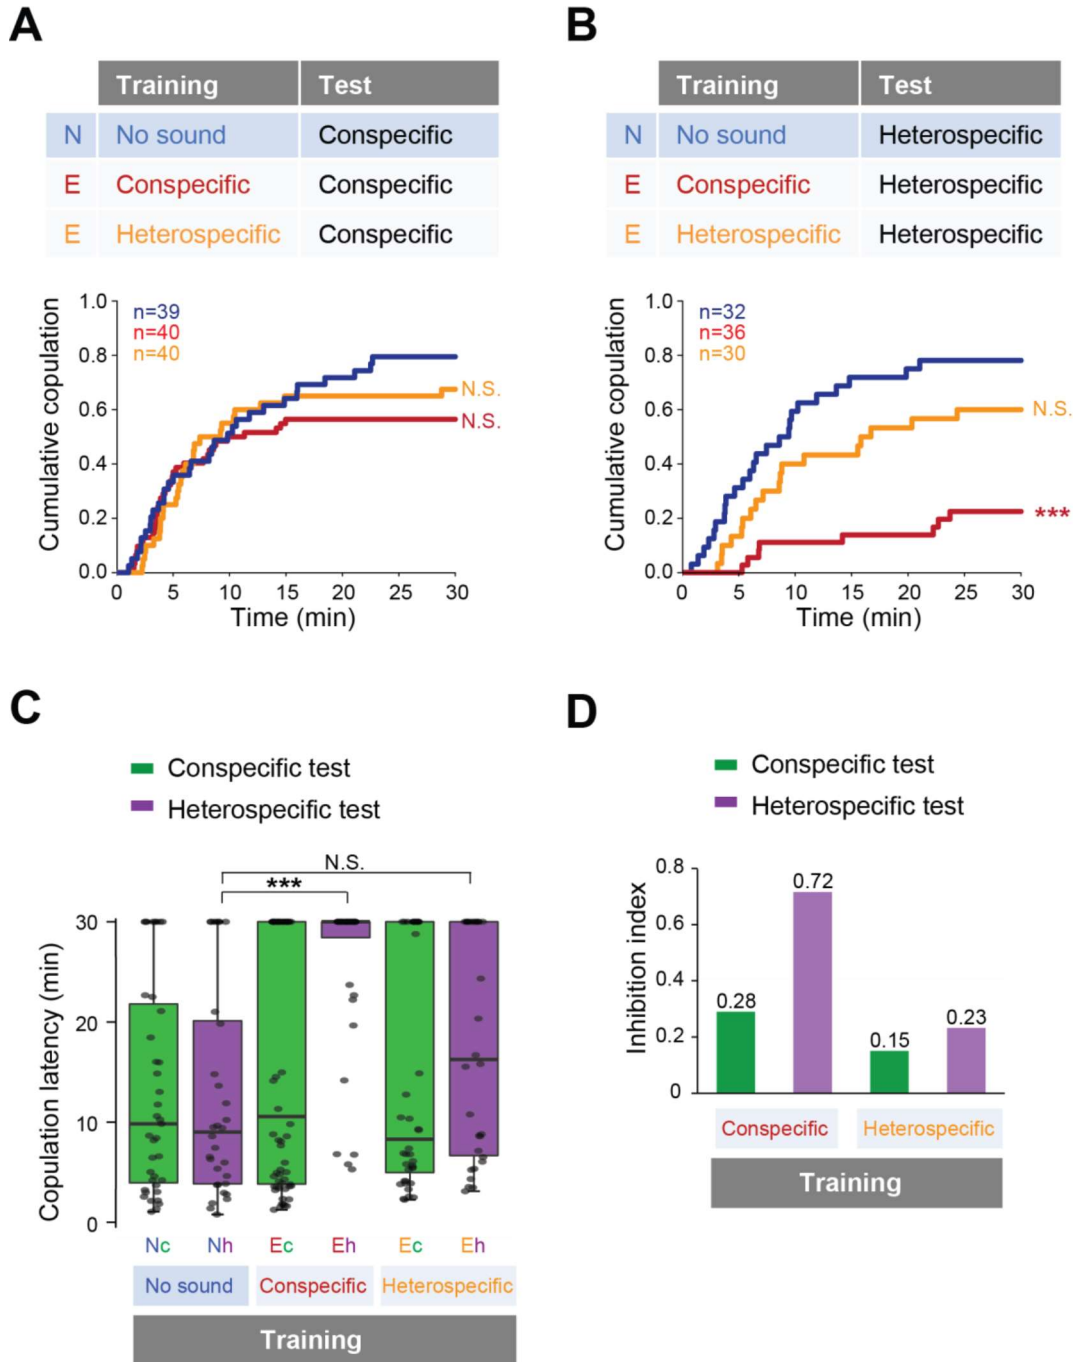 A
Training Test
N No sound Conspecific
E Conspecific Conspecific
E Heterospecific Conspecific
Cumulative copulation
1.0
0.8
0.6
0.4
0.2
0.0
n=39
n=40
n=40
N.S.
N.S.
0 5 10 15 20 25 30
Time (min)
B
Training Test
N No sound Heterospecific
E Conspecific Heterospecific
E Heterospecific Heterospecific
Cumulative copulation
1.0
0.8
0.6
0.4
0.2
0.0
n=32
n=36
n=30
N.S.
***
0 5 10 15 20 25 30
Time (min)
C
Conspecific test
Heterospecific test
N.S.
***
Copulation latency (min)
30
20
10
0
Nc Nh Ec Eh Ec Eh
No sound Conspecific Heterospecific
Training
D
Conspecific test
Heterospecific test
Inhibition index
0.8
0.6
0.4
0.2
0
0.28
0.72
0.15
0.23
Conspecific Heterospecific
Training